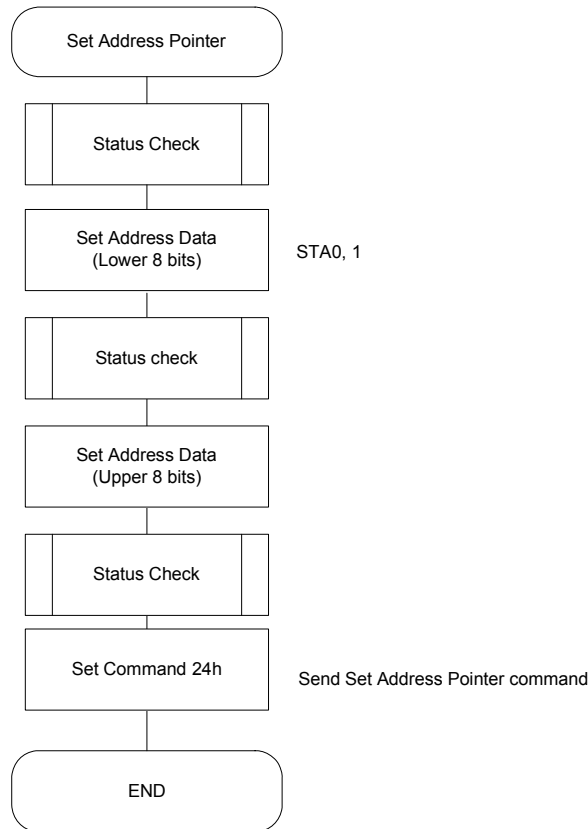 Set Address Pointer
Status Check
Set Address Data
(Lower 8 bits)
STA0, 1
Status check
Set Address Data
(Upper 8 bits)
Status Check
Set Command 24h
Send Set Address Pointer command
END